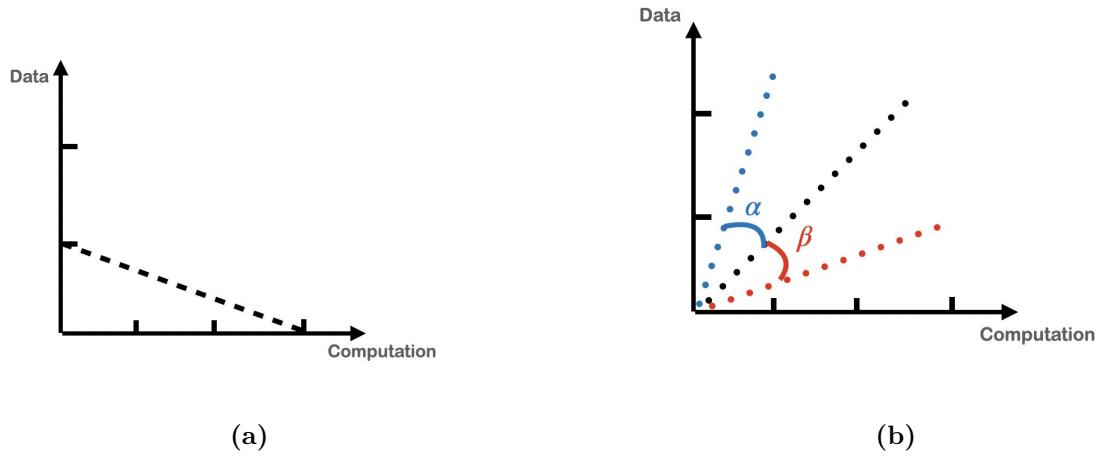 Data
Computation
(a)
Data
α
β
Computation
(b)